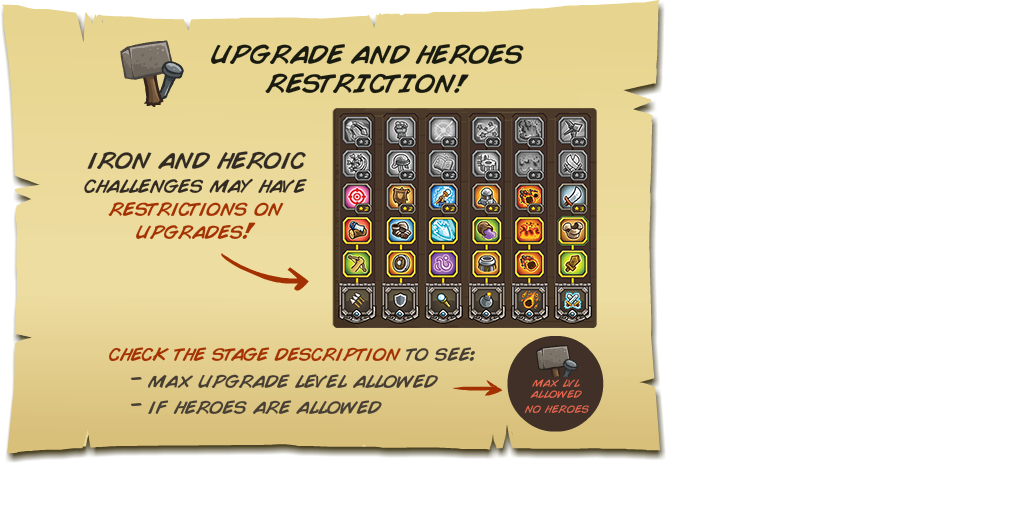 UPGRADE AND HEROES
RESTRICTION!
IRON AND HEROIC
CHALLENGES MAY HAVE
RESTRICTIONS ON
UPGRADES!
CHECK THE STAGE DESCRIPTION TO SEE:
- MAX UPGRADE LEVEL ALLOWED
- IF HEROES ARE ALLOWED
MAX LVL
ALLOWED
NO HEROES